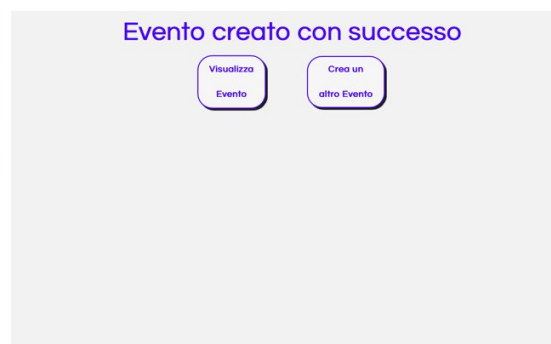 Evento creato con successo
Visualizza
Evento
Crea un
altro Evento